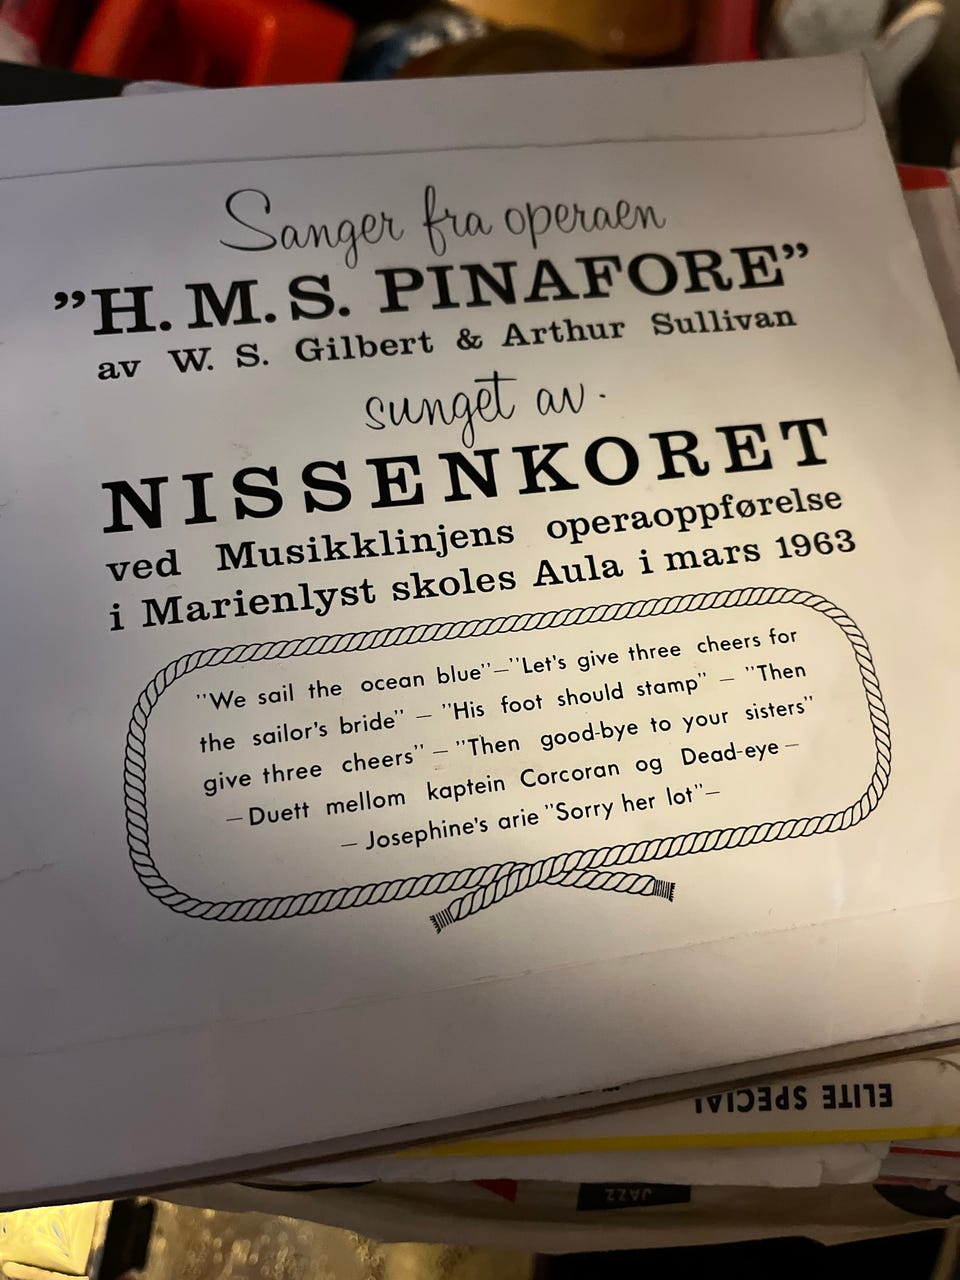 Sanger fra operaen
”H. M. S. PINAFORE”
av W. S. Gilbert & Arthur Sullivan
sunget av.
NISSENKORET
ved Musikklinjens operaoppførelse
i Marienlyst skoles Aula i mars 1963
”We sail the ocean blue”—”Let's give three cheers for
the sailor's bride” — ”His foot should stamp” — ”Then
give three cheers” — ”Then good-bye to your sisters”
— Duett mellom kaptein Corcoran og Dead-eye —
— Josephine's arie ”Sorry her lot”—
ELITE SPECIAL
JAZZ